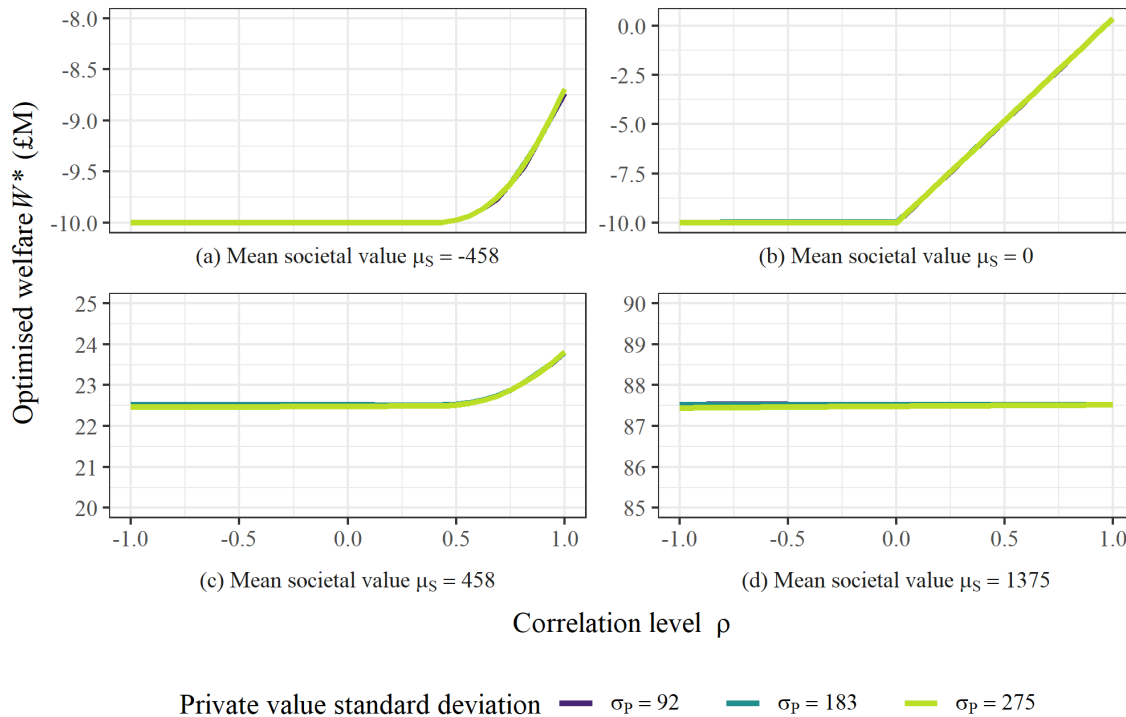 Optimised welfare W* (£M)
-8.0
-8.5
-9.0
-9.5
-10.0
(a) Mean societal value μS = -458
0.0
-2.5
-5.0
-7.5
-10.0
(b) Mean societal value μS = 0
25
24
23
22
21
20
-1.0 -0.5 0.0 0.5 1.0
(c) Mean societal value μS = 458
90
89
88
87
86
85
-1.0 -0.5 0.0 0.5 1.0
(d) Mean societal value μS = 1375
Correlation level ρ
Private value standard deviation σP = 92 σP = 183 σP = 275